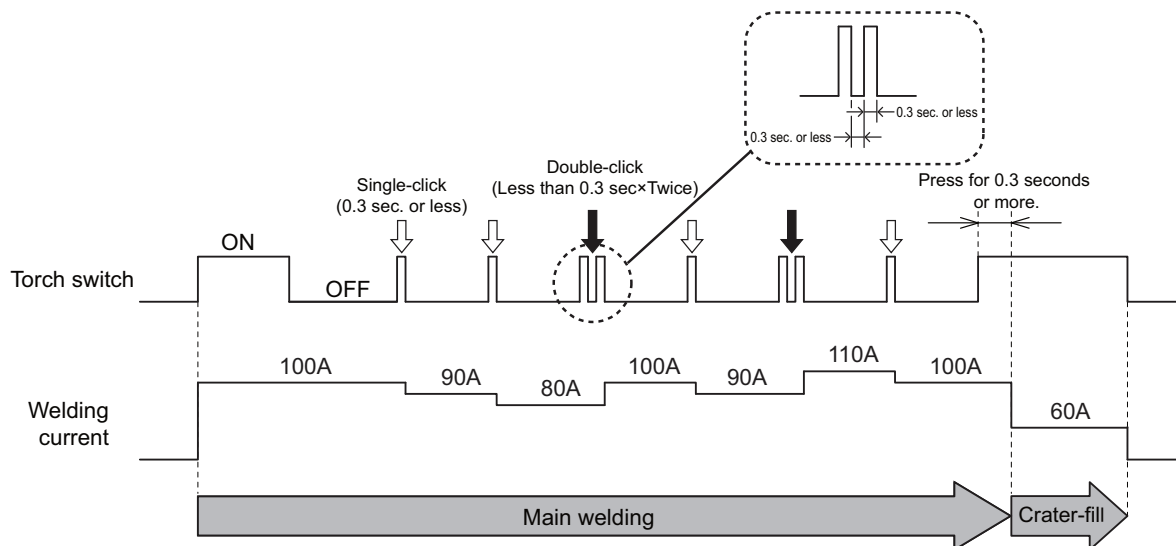 0.3 sec. or less
0.3 sec. or less
Double-click
(Less than 0.3 sec×Twice)
Single-click
(0.3 sec. or less)
Press for 0.3 seconds
or more.
ON
OFF
Torch switch
100A
90A
80A
100A
90A
110A
100A
60A
Welding
current
Main welding
Crater-fill